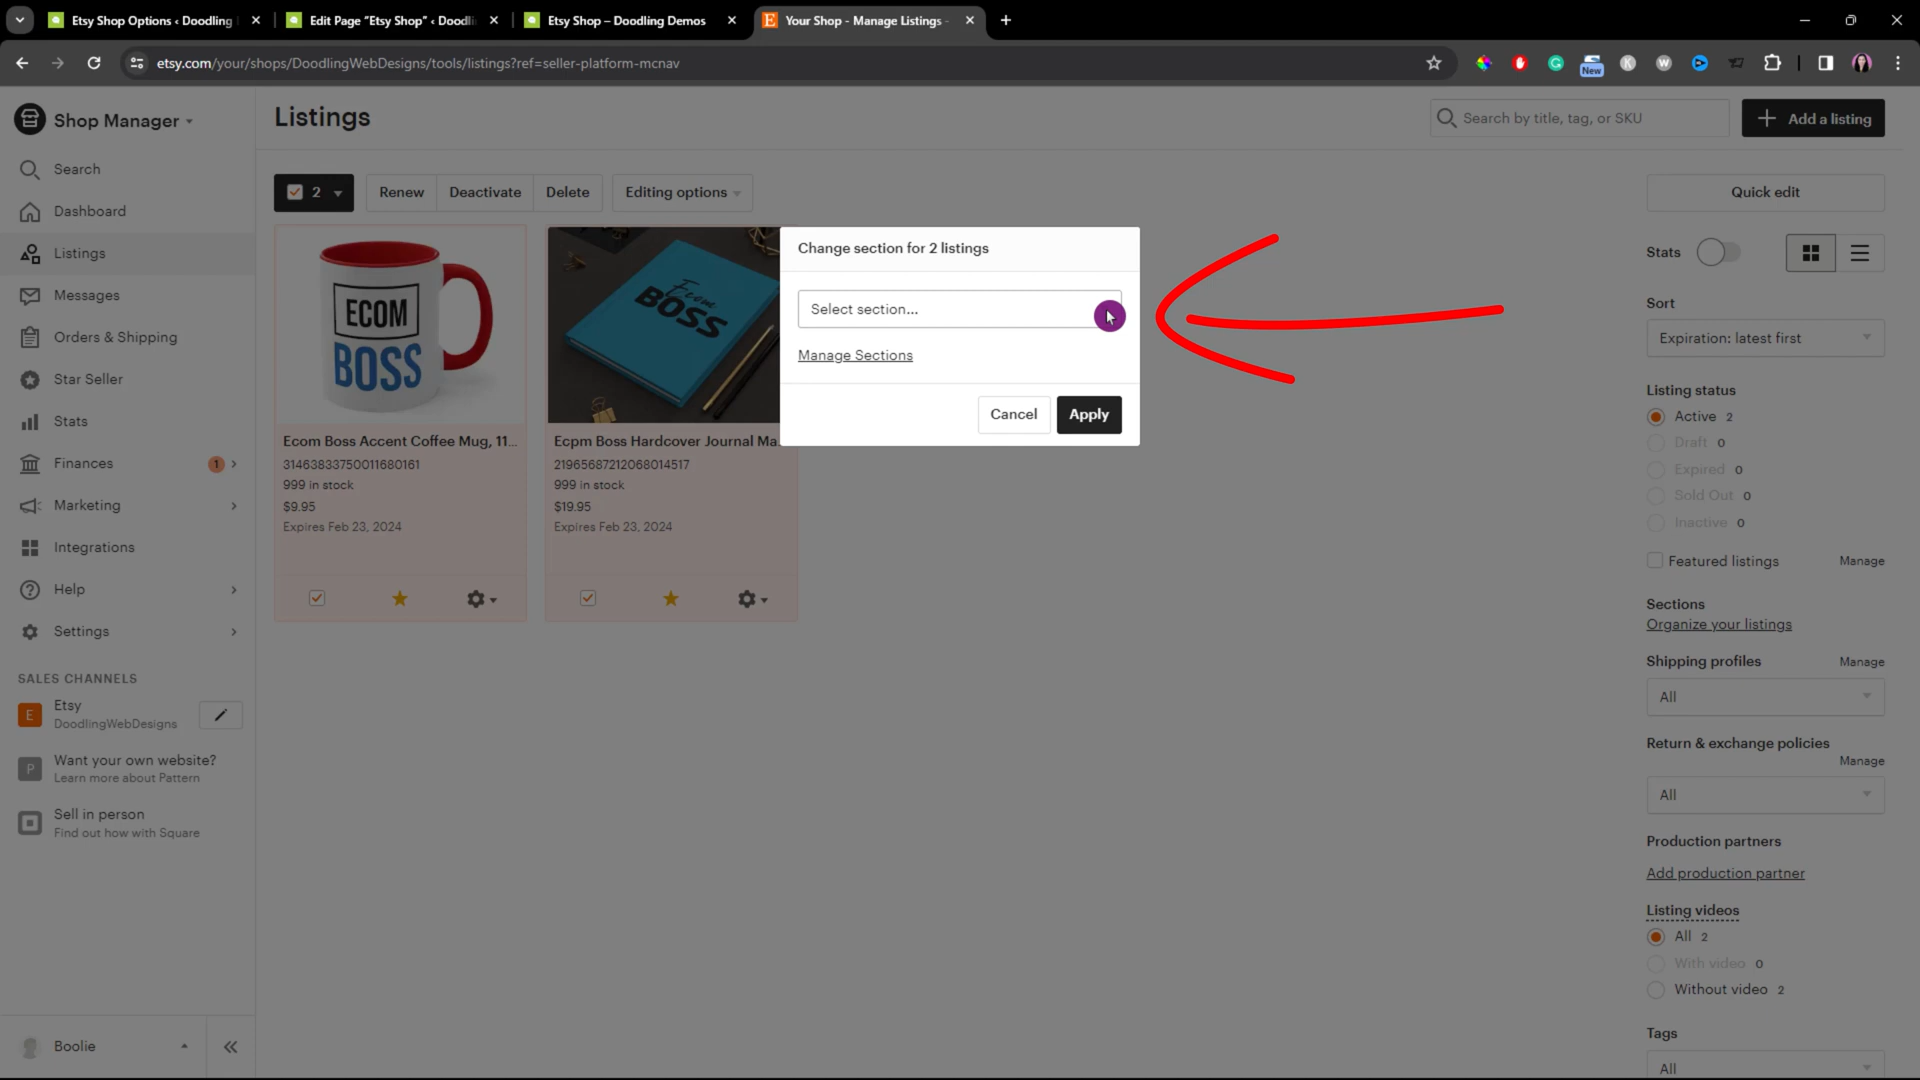 Etsy Shop Options ‹ Doodling
Edit Page “Etsy Shop” ‹ Doodli
Etsy Shop – Doodling Demos
Your Shop - Manage Listings -
etsy.com/your/shops/DoodlingWebDesigns/tools/listings?ref=seller-platform-mcnav
New
Shop Manager
Search
Dashboard
Listings
Messages
Orders & Shipping
Star Seller
Stats
Finances 1
Marketing
Integrations
Help
Settings
SALES CHANNELS
Etsy
DoodlingWebDesigns
Want your own website?
Learn more about Pattern
Sell in person
Find out how with Square
Boolie
Listings
Search by title, tag, or SKU
Add a listing
2
Renew
Deactivate
Delete
Editing options
ECOM
BOSS
Ecom Boss Accent Coffee Mug, 11...
31463833750011680161
999 in stock
$9.95
Expires Feb 23, 2024
Ecom
BOSS
Ecpm Boss Hardcover Journal Ma...
21965687212068014517
999 in stock
$19.95
Expires Feb 23, 2024
Change section for 2 listings
Select section...
Manage Sections
Cancel
Apply
Quick edit
Stats
Sort
Expiration: latest first
Listing status
Active 2
Draft 0
Expired 0
Sold Out 0
Inactive 0
Featured listings Manage
Sections
Organize your listings
Shipping profiles Manage
All
Return & exchange policies
Manage
All
Production partners
Add production partner
Listing videos
All 2
With video 0
Without video 2
Tags
All